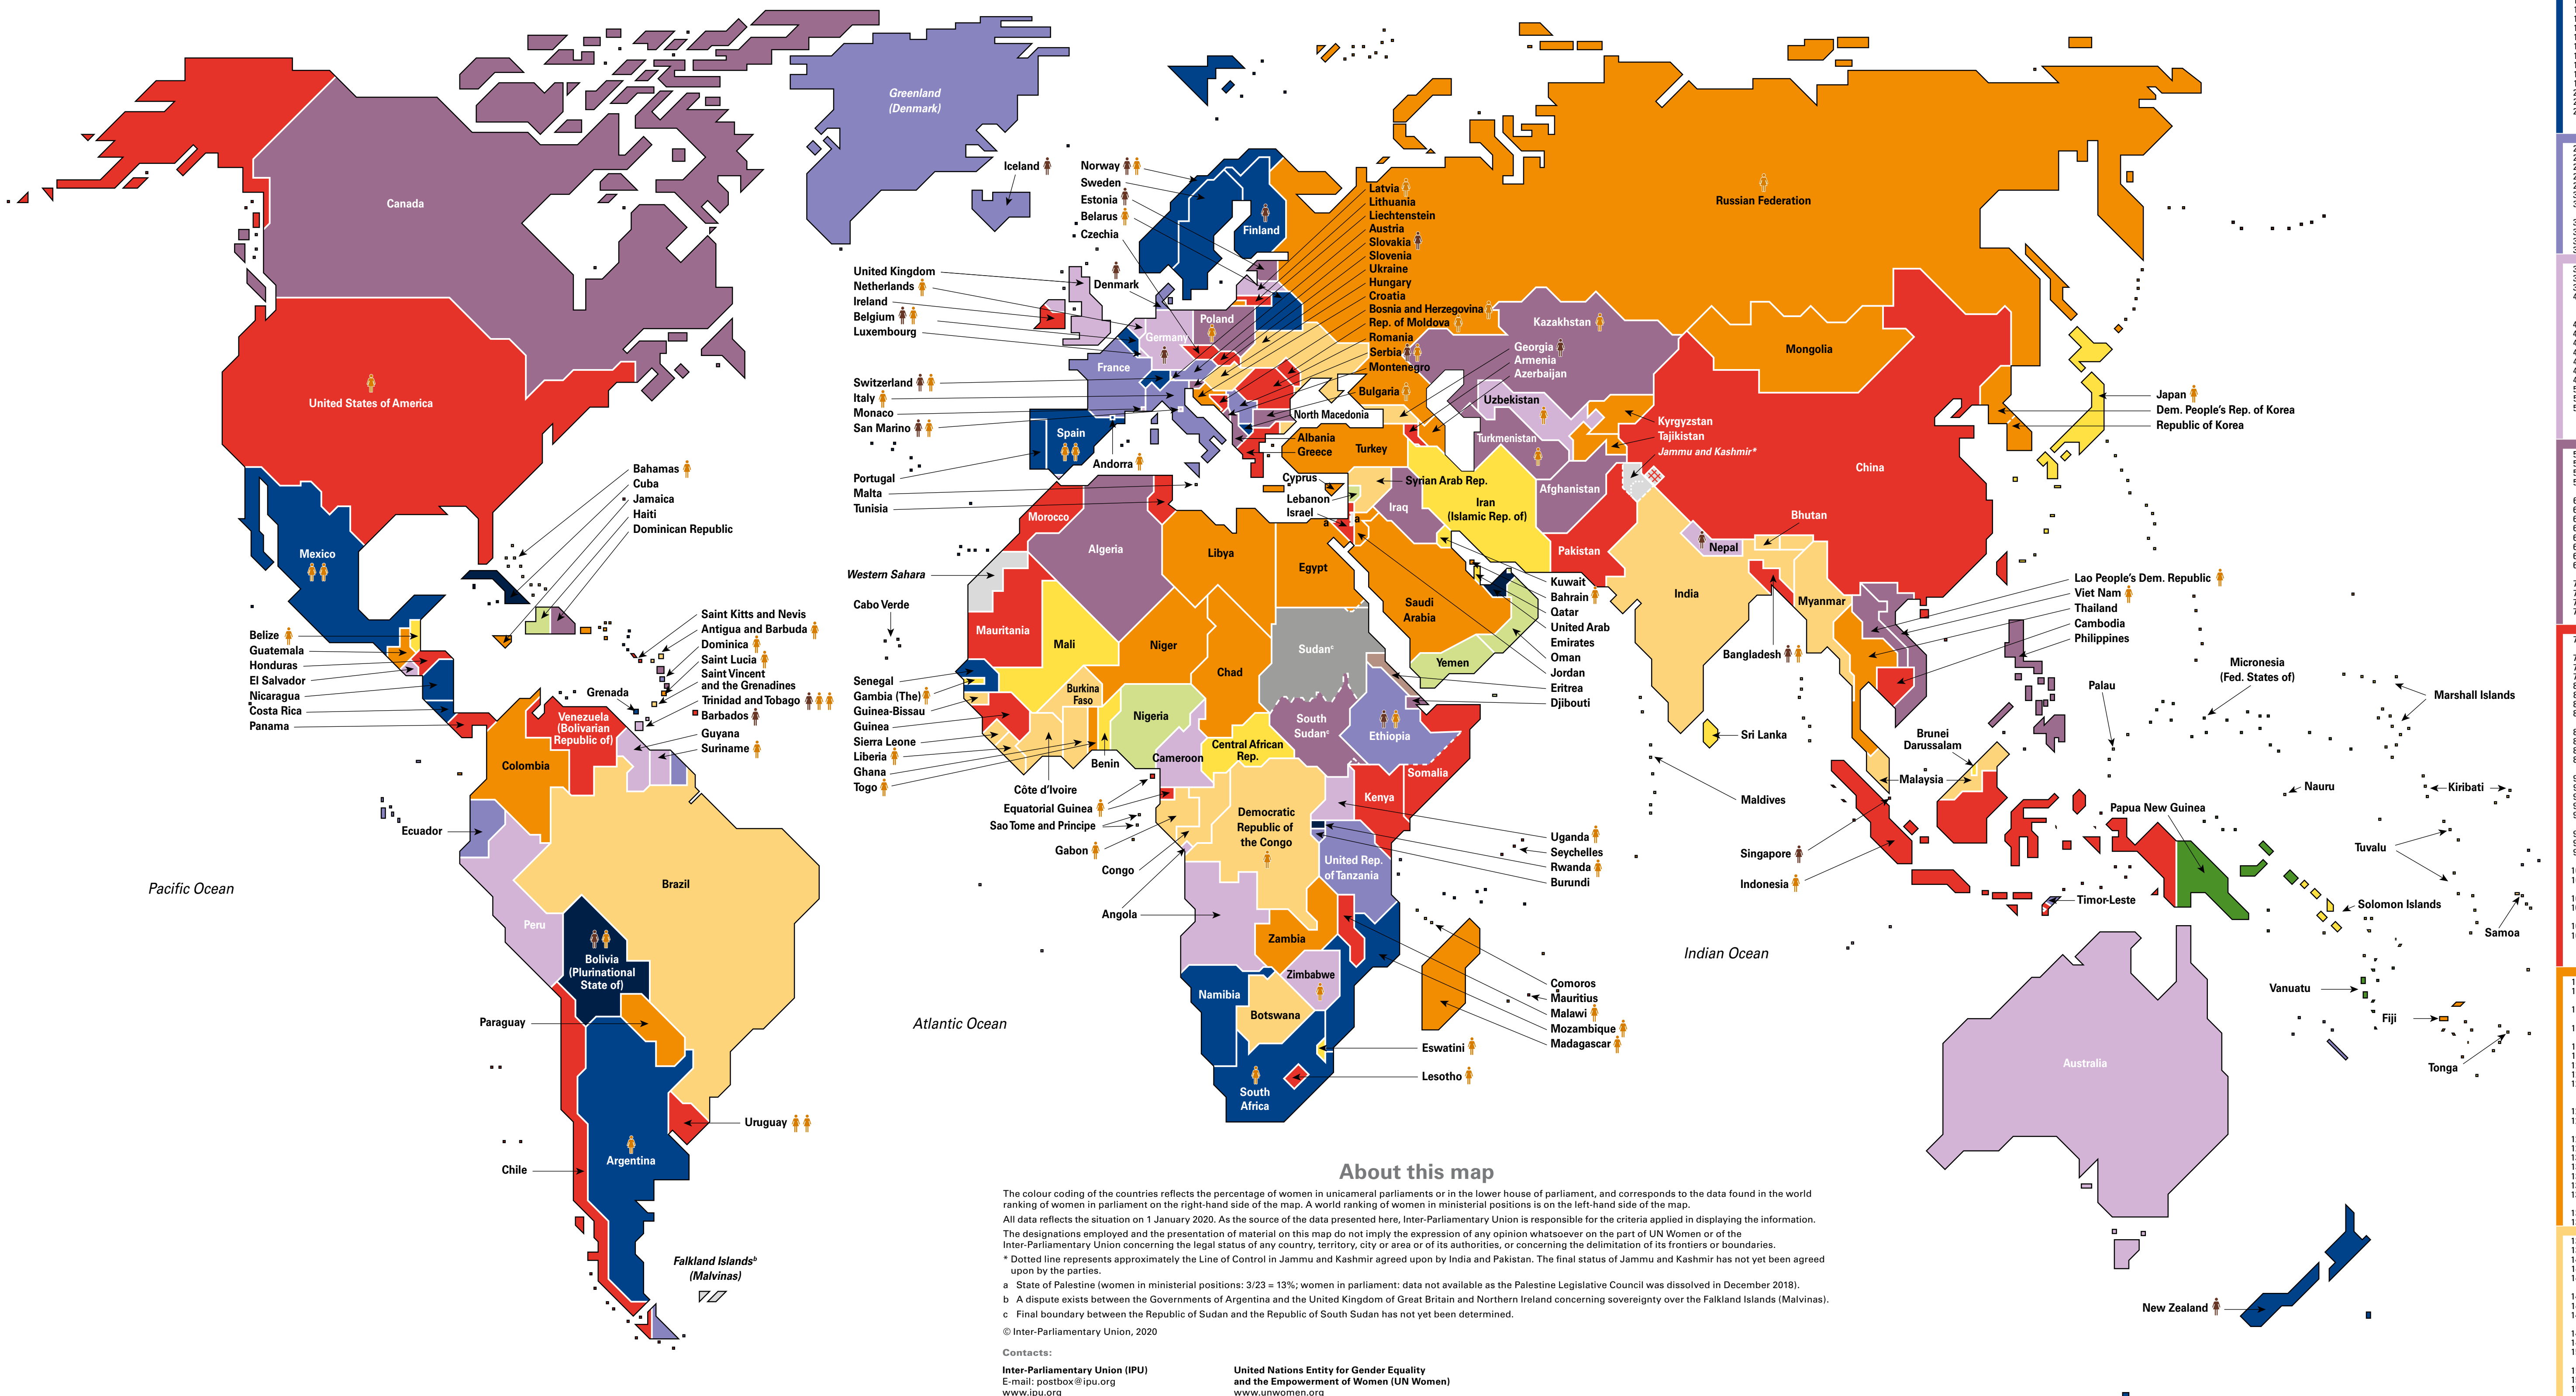 Greenland
(Denmark)
Canada
United States of America
Mexico
Bahamas
Cuba
Jamaica
Haiti
Dominican Republic
Belize
Guatemala
Honduras
El Salvador
Nicaragua
Costa Rica
Panama
Saint Kitts and Nevis
Antigua and Barbuda
Dominica
Saint Lucia
Saint Vincent
and the Grenadines
Trinidad and Tobago
Barbados
Guyana
Suriname
Grenada
Venezuela
(Bolivarian
Republic of)
Colombia
Ecuador
Brazil
Peru
Bolivia
(Plurinational
State of)
Paraguay
Uruguay
Argentina
Chile
Falkland Islandsᵇ
(Malvinas)
Pacific Ocean
Atlantic Ocean
Indian Ocean
Iceland
Norway
Sweden
Estonia
Belarus
Czechia
Finland
Denmark
United Kingdom
Netherlands
Ireland
Belgium
Luxembourg
Switzerland
Italy
Monaco
San Marino
Portugal
Malta
Tunisia
Poland
Germany
France
Spain
Andorra
Latvia
Lithuania
Liechtenstein
Austria
Slovakia
Slovenia
Ukraine
Hungary
Croatia
Bosnia and Herzegovina
Rep. of Moldova
Romania
Serbia
Montenegro
Bulgaria
North Macedonia
Albania
Greece
Turkey
Georgia
Armenia
Azerbaijan
Russian Federation
Kazakhstan
Mongolia
Uzbekistan
Turkmenistan
Kyrgyzstan
Tajikistan
Jammu and Kashmir*
China
Japan
Dem. People's Rep. of Korea
Republic of Korea
Cyprus
Lebanon
Israel
a
a
Syrian Arab Rep.
Iraq
Iran
(Islamic Rep. of)
Afghanistan
Pakistan
Nepal
Bhutan
India
Bangladesh
Myanmar
Sri Lanka
Maldives
Lao People's Dem. Republic
Viet Nam
Thailand
Cambodia
Philippines
Brunei
Darussalam
Malaysia
Singapore
Indonesia
Timor-Leste
Papua New Guinea
Palau
Micronesia
(Fed. States of)
Marshall Islands
Nauru
Kiribati
Tuvalu
Solomon Islands
Samoa
Vanuatu
Fiji
Tonga
Australia
New Zealand
Kuwait
Bahrain
Qatar
United Arab
Emirates
Oman
Jordan
Eritrea
Djibouti
Saudi
Arabia
Yemen
Morocco
Algeria
Libya
Egypt
Western Sahara
Cabo Verde
Mauritania
Mali
Niger
Chad
Sudanᶜ
South
Sudanᶜ
Ethiopia
Somalia
Kenya
Senegal
Gambia (The)
Guinea-Bissau
Guinea
Sierra Leone
Liberia
Ghana
Togo
Burkina
Faso
Côte d'Ivoire
Benin
Nigeria
Cameroon
Central African
Rep.
Equatorial Guinea
Sao Tome and Principe
Gabon
Congo
Angola
Democratic
Republic of
the Congo
United Rep.
of Tanzania
Uganda
Seychelles
Rwanda
Burundi
Zambia
Zimbabwe
Namibia
Botswana
South
Africa
Eswatini
Lesotho
Comoros
Mauritius
Malawi
Mozambique
Madagascar
About this map
The colour coding of the countries reflects the percentage of women in unicameral parliaments or in the lower house of parliament, and corresponds to the data found in the world
ranking of women in parliament on the right-hand side of the map. A world ranking of women in ministerial positions is on the left-hand side of the map.
All data reflects the situation on 1 January 2020. As the source of the data presented here, Inter-Parliamentary Union is responsible for the criteria applied in displaying the information.
The designations employed and the presentation of material on this map do not imply the expression of any opinion whatsoever on the part of UN Women or of the
Inter-Parliamentary Union concerning the legal status of any country, territory, city or area or of its authorities, or concerning the delimitation of its frontiers or boundaries.
* Dotted line represents approximately the Line of Control in Jammu and Kashmir agreed upon by India and Pakistan. The final status of Jammu and Kashmir has not yet been agreed
upon by the parties.
a State of Palestine (women in ministerial positions: 3/23 = 13%; women in parliament: data not available as the Palestine Legislative Council was dissolved in December 2018).
b A dispute exists between the Governments of Argentina and the United Kingdom of Great Britain and Northern Ireland concerning sovereignty over the Falkland Islands (Malvinas).
c Final boundary between the Republic of Sudan and the Republic of South Sudan has not yet been determined.
© Inter-Parliamentary Union, 2020
Contacts:
Inter-Parliamentary Union (IPU)
E-mail: postbox@ipu.org
www.ipu.org
United Nations Entity for Gender Equality
and the Empowerment of Women (UN Women)
www.unwomen.org